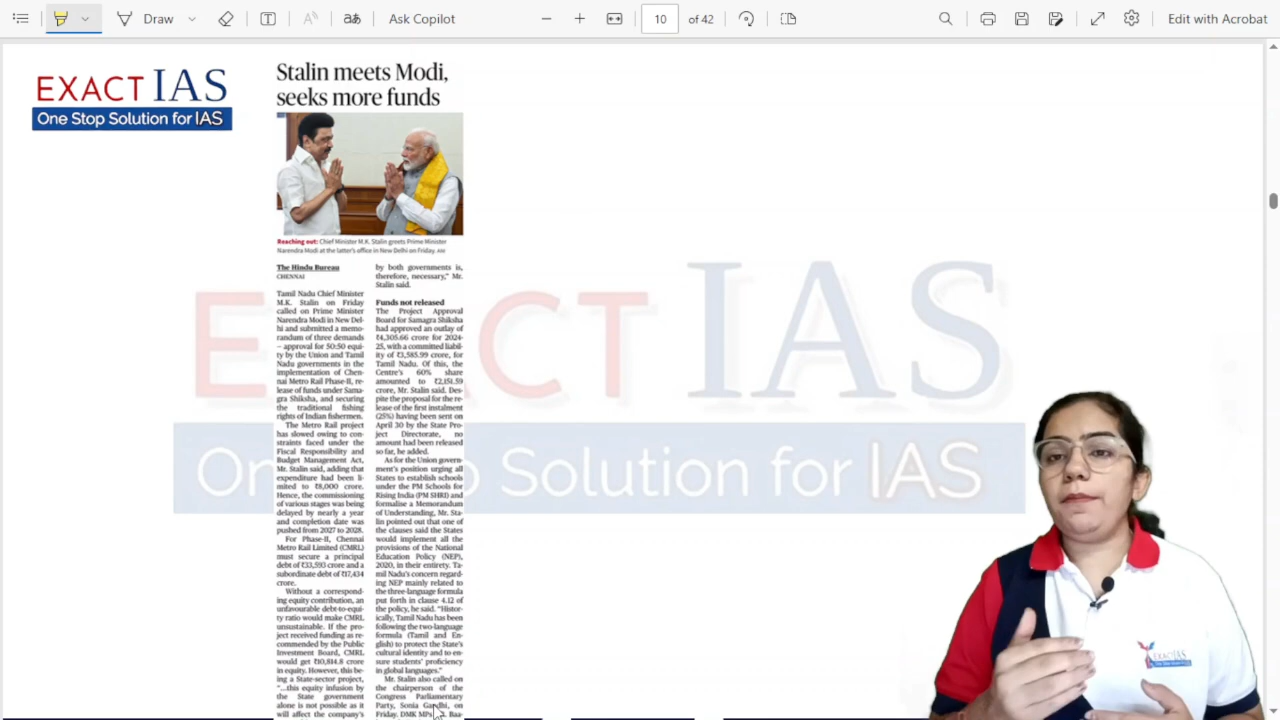 Draw
Ask Copilot
10
of 42
Edit with Acrobat
EXACT IAS
One Stop Solution for IAS
Stalin meets Modi,
seeks more funds
Reaching out: Chief Minister M.K. Stalin greets Prime Minister
Narendra Modi at the latter's office in New Delhi on Friday. ANI
The Hindu Bureau
CHENNAI
Tamil Nadu Chief Minister
M.K. Stalin on Friday
called on Prime Minister
Narendra Modi in New Del-
hi and submitted a memo-
randum of three demands
– approval for 50:50 equi-
ty by the Union and Tamil
Nadu governments in the
implementation of Chen-
nai Metro Rail Phase-II, re-
lease of funds under Sama-
gra Shiksha, and securing
the traditional fishing
rights of Indian fishermen.
The Metro Rail project
has slowed owing to con-
straints faced under the
Fiscal Responsibility and
Budget Management Act,
Mr. Stalin said, adding that
expenditure had been li-
mited to ₹8,000 crore.
Hence, the commissioning
of various stages was being
delayed by nearly a year
and completion date was
pushed from 2027 to 2028.
For Phase-II, Chennai
Metro Rail Limited (CMRL)
must secure a principal
debt of ₹33,593 crore and a
subordinate debt of ₹17,434
crore.
Without a correspond-
ing equity contribution, an
unfavourable debt-to-equi-
ty ratio would make CMRL
unsustainable. If the pro-
ject received funding as re-
commended by the Public
Investment Board, CMRL
would get ₹10,814.8 crore
in equity. However, this be-
ing a State-sector project,
"...this equity infusion by
the State government
alone is not possible as it
will affect the company's
by both governments is,
therefore, necessary," Mr.
Stalin said.
Funds not released
The Project Approval
Board for Samagra Shiksha
had approved an outlay of
₹4,305.66 crore for 2024-
25, with a committed liabil-
ity of ₹3,585.99 crore, for
Tamil Nadu. Of this, the
Centre's 60% share
amounted to ₹2,151.59
crore, Mr. Stalin said. Des-
pite the proposal for the re-
lease of the first instalment
(25%) having been sent on
April 30 by the State Pro-
ject Directorate, no
amount had been released
so far, he added.
As for the Union govern-
ment's position urging all
States to establish schools
under the PM Schools for
Rising India (PM SHRI) and
formalise a Memorandum
of Understanding, Mr. Sta-
lin pointed out that one of
the clauses said the States
would implement all the
provisions of the National
Education Policy (NEP),
2020, in their entirety. Ta-
mil Nadu's concern regard-
ing NEP mainly related to
the three-language formula
put forth in clause 4.12 of
the policy, he said. "Histor-
ically, Tamil Nadu has been
following the two-language
formula (Tamil and En-
glish) to protect the State's
cultural identity and to en-
sure students' proficiency
in global languages."
Mr. Stalin also called on
the chairperson of the
Congress Parliamentary
Party, Sonia Gandhi, on
Friday. DMK MPs Baa-
EXACT IAS
One Stop Solution for IAS
EXACT IAS